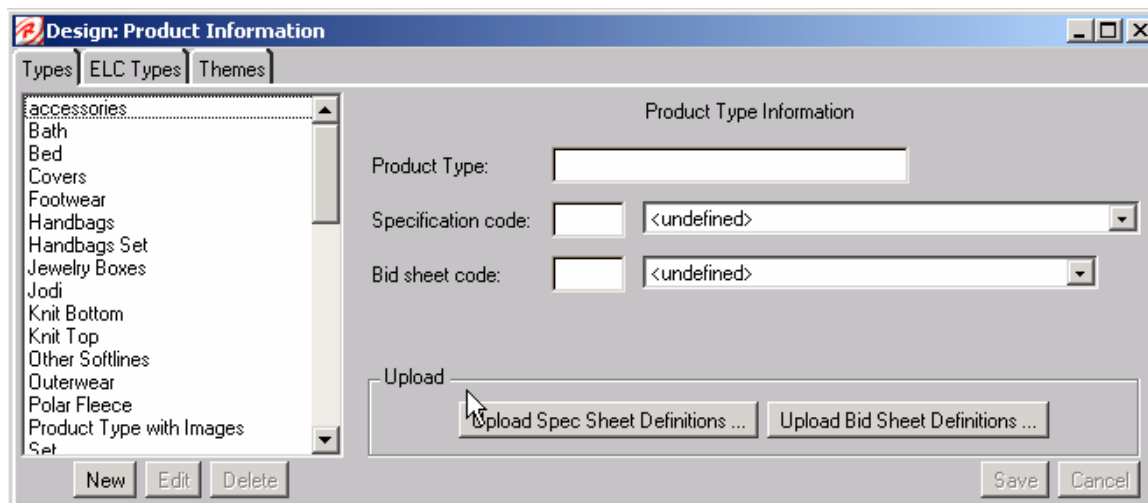 Design: Product Information
Types ELC Types Themes
accessories
Bath
Bed
Covers
Footwear
Handbags
Handbags Set
Jewelry Boxes
Jodi
Knit Bottom
Knit Top
Other Softlines
Outerwear
Polar Fleece
Product Type with Images
Set
Product Type Information
Product Type:
Specification code: <undefined>
Bid sheet code: <undefined>
Upload
Upload Spec Sheet Definitions ... Upload Bid Sheet Definitions ...
New Edit Delete Save Cancel